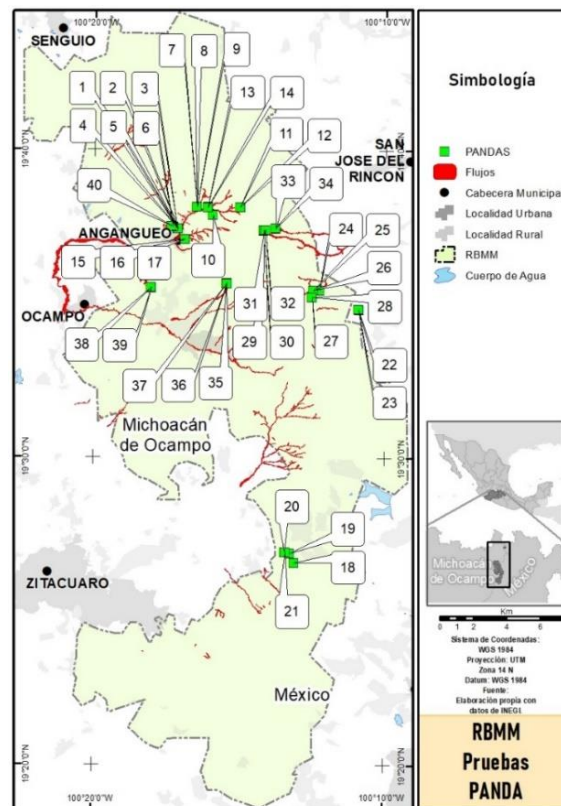 100°20'0"W
100°10'0"W
SENGUIO
7
8
9
1
2
3
13
14
4
5
6
11
12
SAN
JOSE DEL
RINCON
40
33
34
24
25
ANGANGUEO
15
16
17
10
26
OCAMPO
31
32
28
38
39
29
30
27
22
37
36
35
23
Michoacán
de Ocampo
19°30'0"N
19°30'0"N
20
19
18
ZITACUARO
21
México
19°20'0"N
19°20'0"N
100°20'0"W
100°10'0"W
Simbología
PANDAS
Flujos
Cabecera Municipa
Localidad Urbana
Localidad Rural
RBMM
Cuerpo de Agua
Michoacán
de Ocampo
México
Km
0 1 2 4 6
Sistema de Coordenadas:
WGS 1984
Proyección: UTM
Zona 14 N
Datum: WGS 1984
Fuente:
Elaboración propia con
datos de INEGI.
RBMM
Pruebas
PANDA